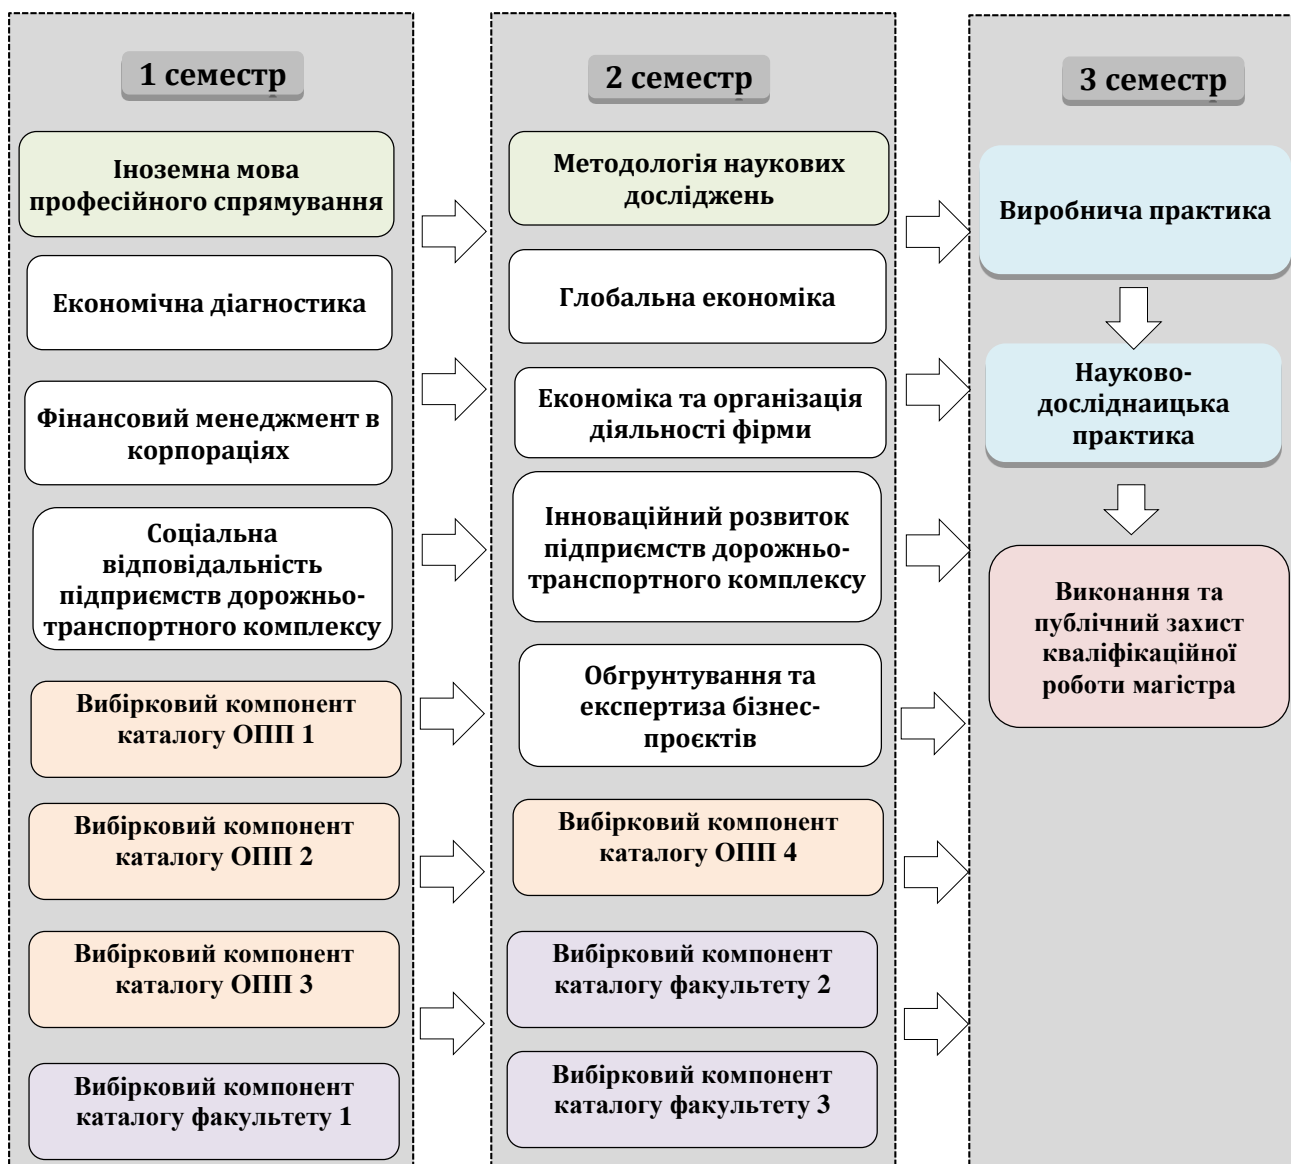 1 семестр
Іноземна мова
професійного спрямування
Економічна діагностика
Фінансовий менеджмент в
корпораціях
Соціальна
відповідальність
підприємств дорожньо-
транспортного комплексу
Вибірковий компонент
каталогу ОПП 1
Вибірковий компонент
каталогу ОПП 2
Вибірковий компонент
каталогу ОПП 3
Вибірковий компонент
каталогу факультету 1
2 семестр
Методологія наукових
досліджень
Глобальна економіка
Економіка та організація
діяльності фірми
Інноваційний розвиток
підприємств дорожньо-
транспортного комплексу
Обгрунтування та
експертиза бізнес-
проєктів
Вибірковий компонент
каталогу ОПП 4
Вибірковий компонент
каталогу факультету 2
Вибірковий компонент
каталогу факультету 3
3 семестр
Виробнича практика
Науково-
досліднаицька
практика
Виконання та
публічний захист
кваліфікаційної
роботи магістра